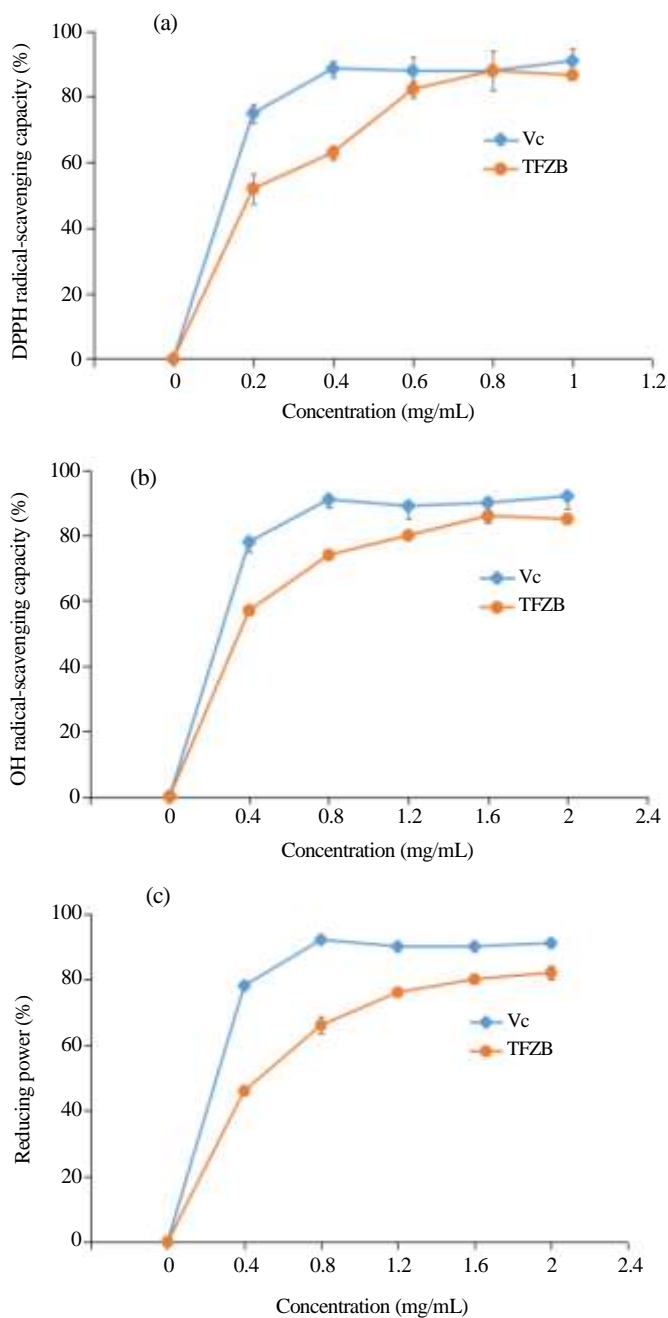 (a)
DPPH radical-scavenging capacity (%)
100
80
60
40
20
0
Vc
TFZB
0 0.2 0.4 0.6 0.8 1 1.2
Concentration (mg/mL)
(b)
OH radical-scavenging capacity (%)
100
80
60
40
20
0
Vc
TFZB
0 0.4 0.8 1.2 1.6 2 2.4
Concentration (mg/mL)
(c)
Reducing power (%)
100
80
60
40
20
0
Vc
TFZB
0 0.4 0.8 1.2 1.6 2 2.4
Concentration (mg/mL)